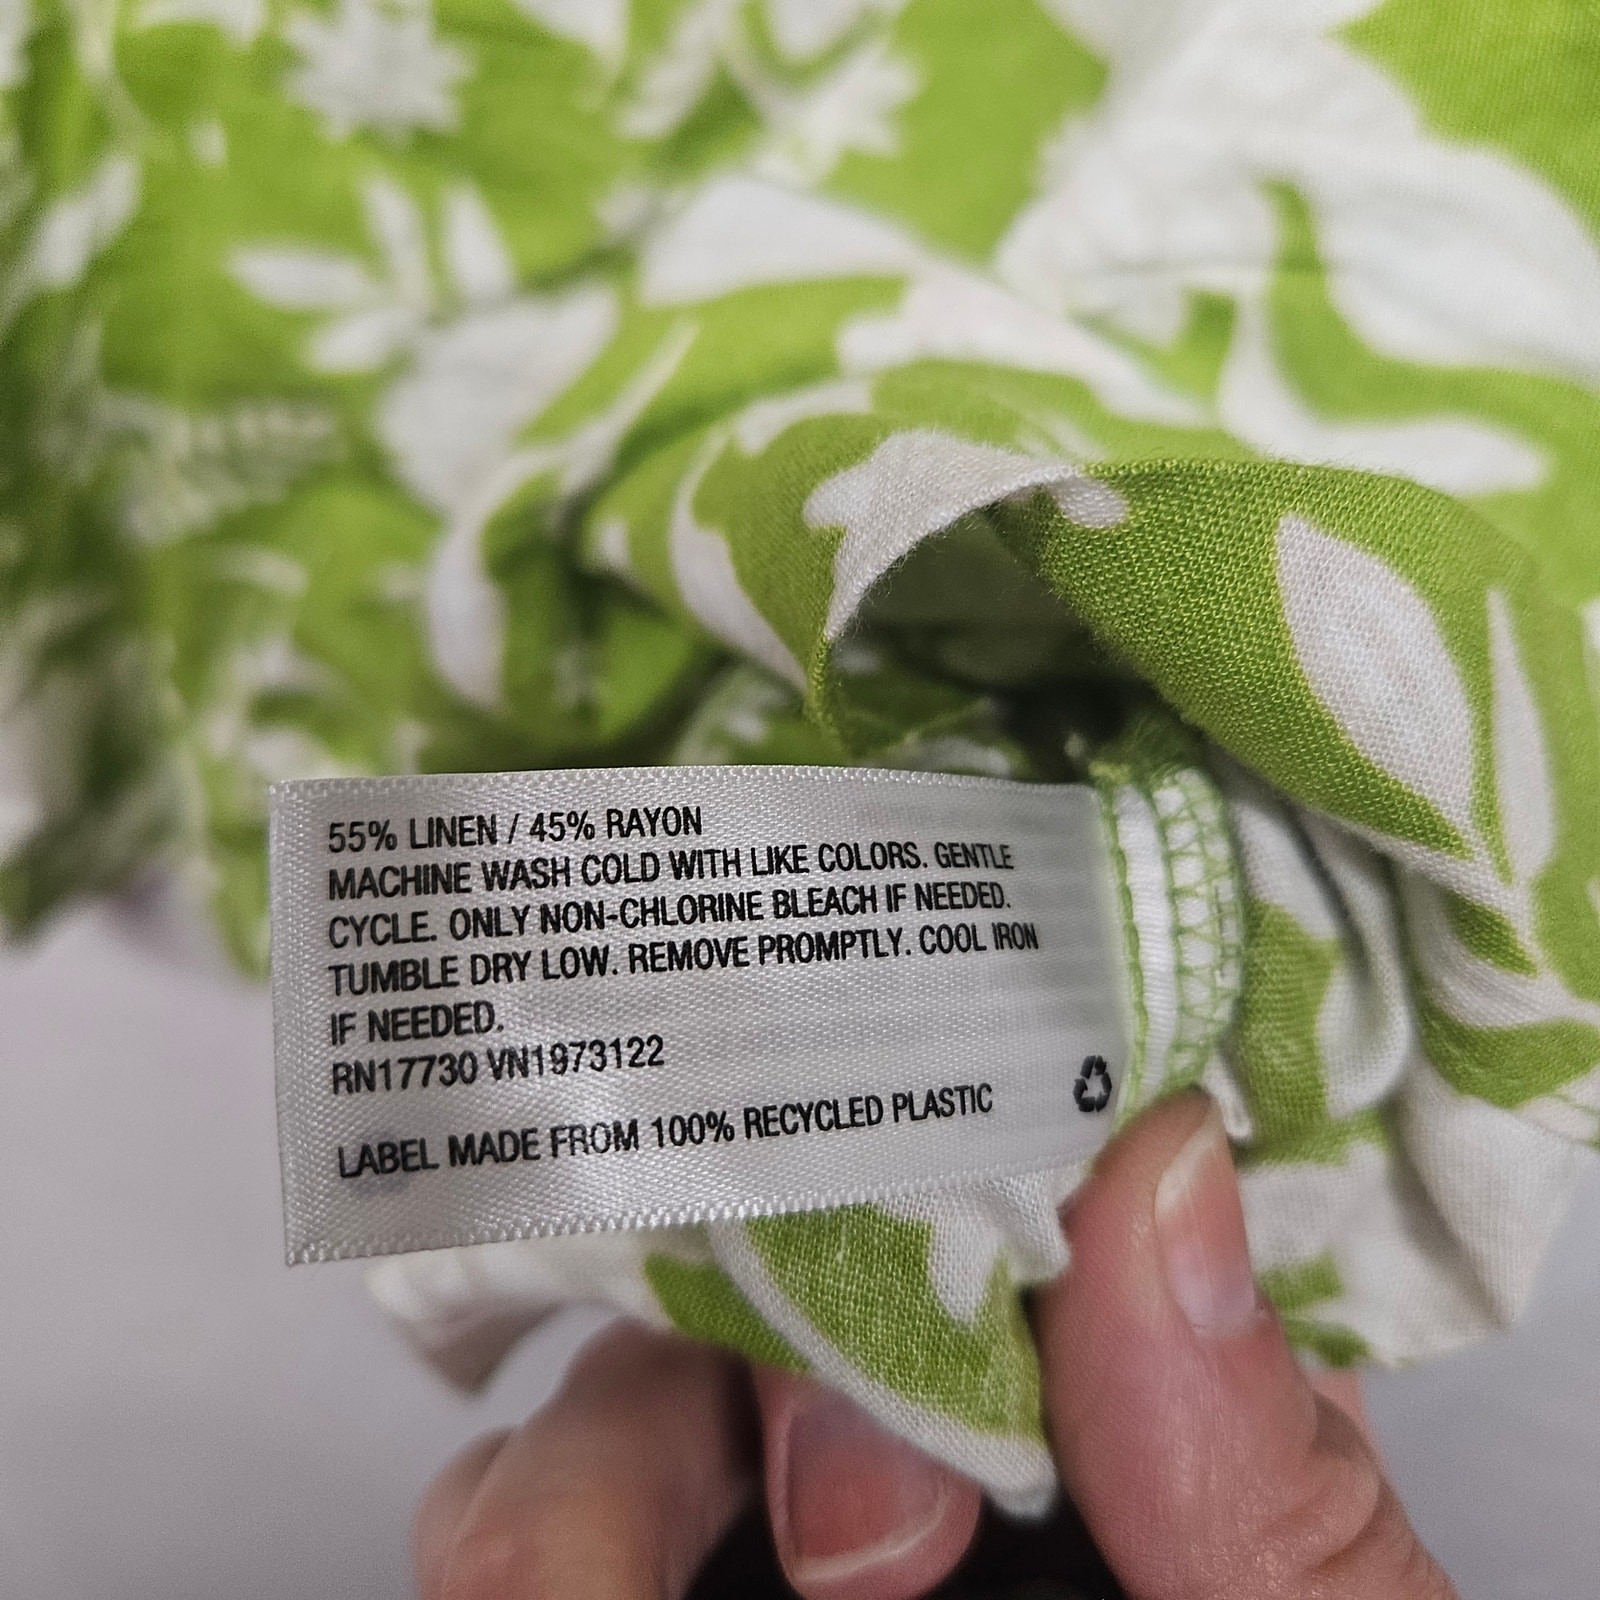 55% LINEN / 45% RAYON
MACHINE WASH COLD WITH LIKE COLORS. GENTLE
CYCLE. ONLY NON-CHLORINE BLEACH IF NEEDED.
TUMBLE DRY LOW. REMOVE PROMPTLY. COOL IRON
IF NEEDED.
RN17730 VN1973122
LABEL MADE FROM 100% RECYCLED PLASTIC